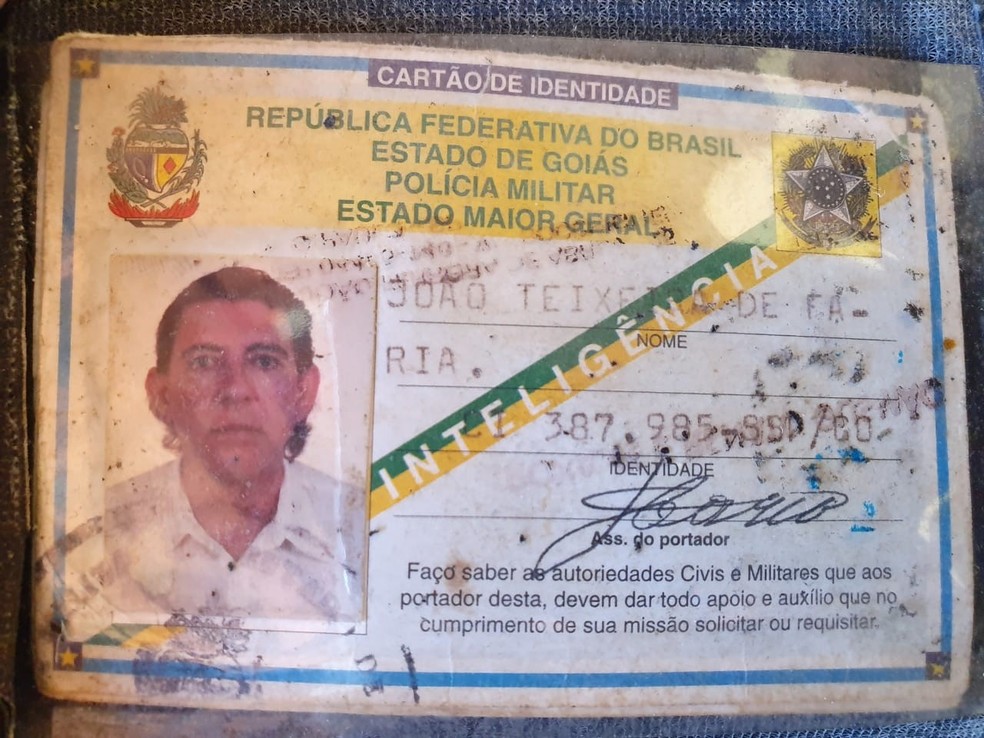 CARTÃO DE IDENTIDADE
REPÚBLICA FEDERATIVA DO BRASIL
ESTADO DE GOIÁS
POLÍCIA MILITAR
ESTADO MAIOR GERAL
JOÃO TEIXEIRA DE FA-
NOME
RIA.
INTELIGÊNCIA
CI 387.985-
IDENTIDADE
Ass. do portador
Faço saber as autoriedades Civis e Militares que aos
portador desta, devem dar todo apoio e auxílio que no
cumprimento de sua missão solicitar ou requisitar.